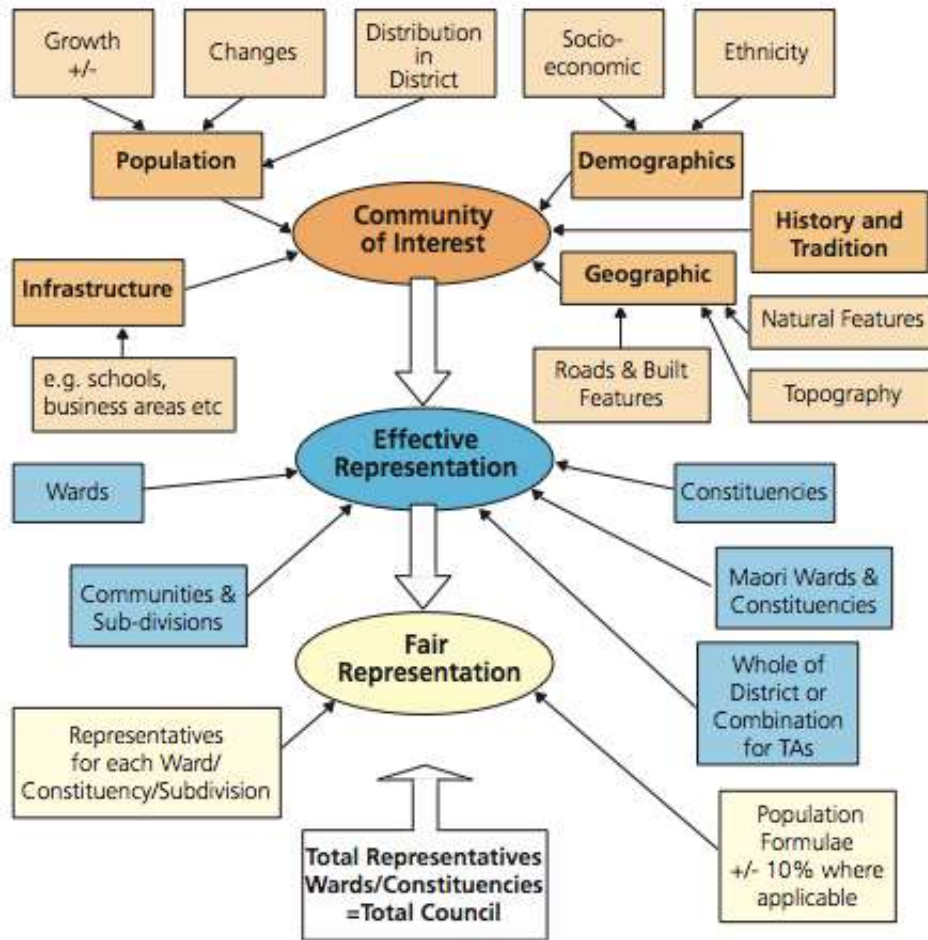 Growth
+/-
Changes
Distribution
in
District
Socio-
economic
Ethnicity
Population
Demographics
Community
of Interest
History and
Tradition
Infrastructure
Geographic
Natural Features
e.g. schools,
business areas etc
Roads & Built
Features
Topography
Effective
Representation
Wards
Constituencies
Communities &
Sub-divisions
Maori Wards &
Constituencies
Fair
Representation
Whole of
District or
Combination
for TAs
Representatives
for each Ward/
Constituency/Subdivision
Population
Formulae
+/- 10% where
applicable
Total Representatives
Wards/Constituencies
=Total Council